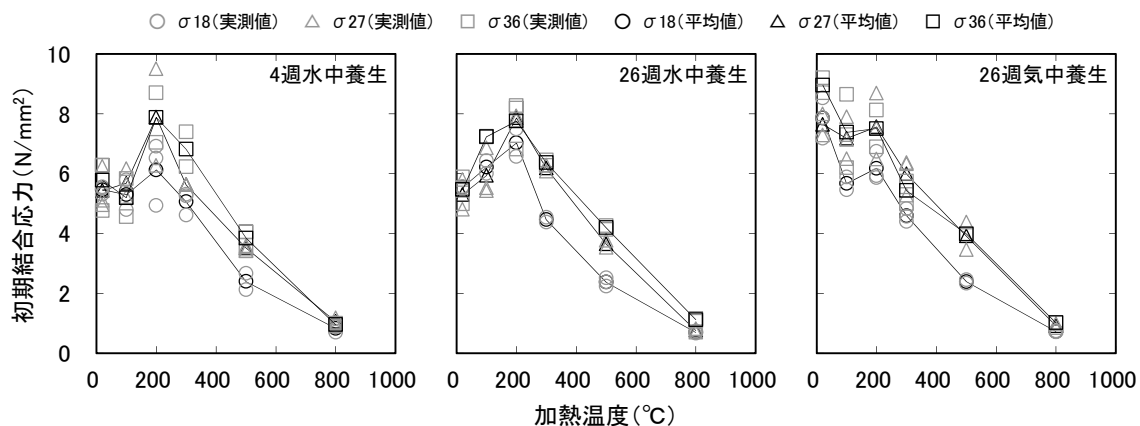 ○ σ18(実測値) △ σ27(実測値) □ σ36(実測値) ○ σ18(平均値) △ σ27(平均値) □ σ36(平均値)
初期結合応力(N/mm²)
10
8
6
4
2
0
4週水中養生
26週水中養生
26週気中養生
0 200 400 600 800 1000
0 200 400 600 800 1000
0 200 400 600 800 1000
加熱温度(℃)